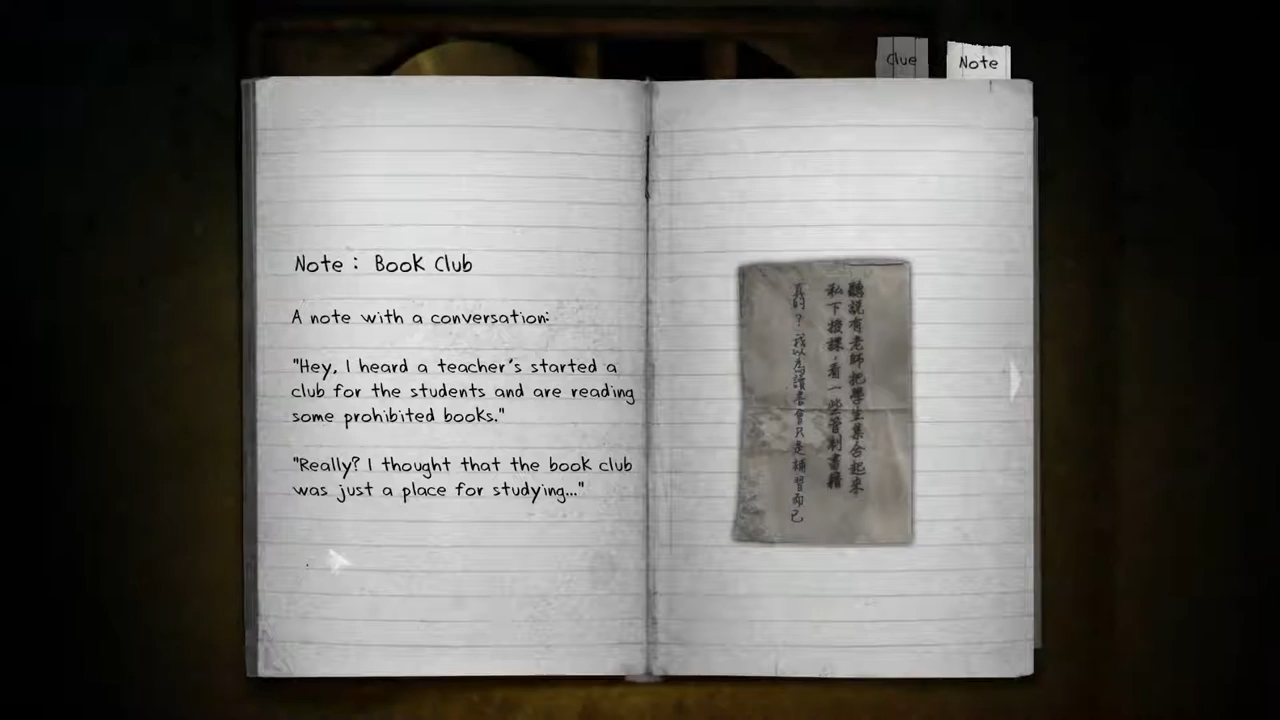 Clue
Note
Note : Book Club
A note with a conversation:
"Hey, I heard a teacher's started a
club for the students and are reading
some prohibited books."
"Really? I thought that the book club
was just a place for studying..."
聽說有老師把學生集合起來
私下授課，看一些管制書籍
真的？我以為讀書會只是補習而已